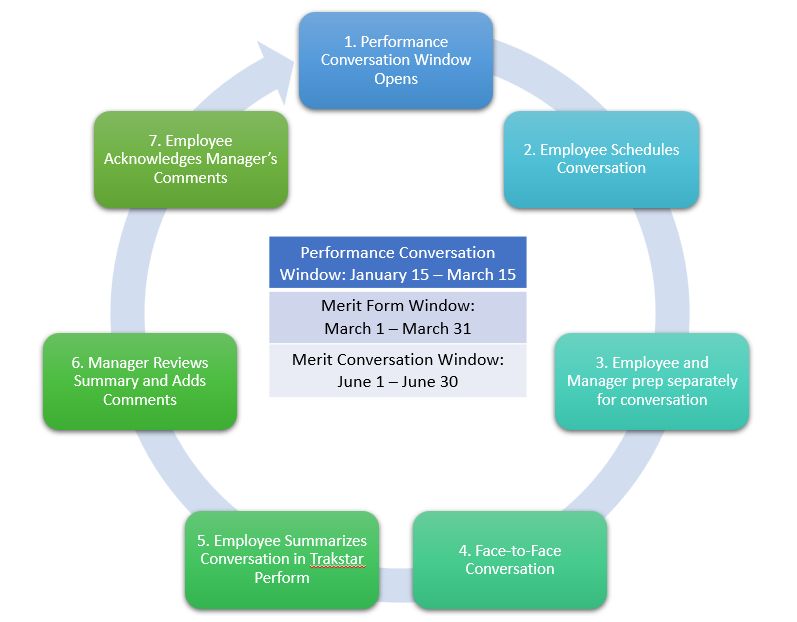 1. Performance
Conversation Window
Opens
2. Employee Schedules
Conversation
3. Employee and
Manager prep separately
for conversation
4. Face-to-Face
Conversation
5. Employee Summarizes
Conversation in Trakstar
Perform
6. Manager Reviews
Summary and Adds
Comments
7. Employee
Acknowledges Manager’s
Comments
Performance Conversation
Window: January 15 – March 15
Merit Form Window:
March 1 – March 31
Merit Conversation Window:
June 1 – June 30